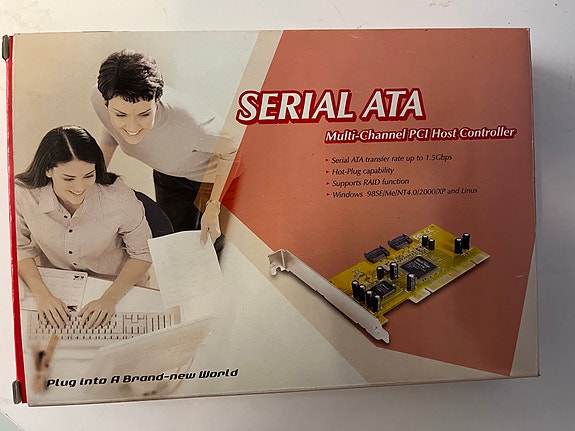 SERIAL ATA
Multi-Channel PCI Host Controller
Serial ATA transfer rate up to 1.5Gbps
Hot-Plug capability
Supports RAID function
Windows 98SE/Me/NT4.0/2000/XP and Linux
Plug into A Brand-new World